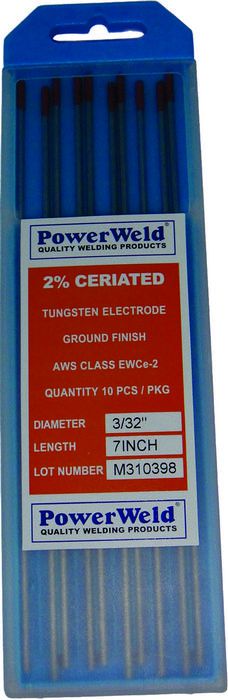 PowerWeld®
QUALITY WELDING PRODUCTS
2% CERIATED
TUNGSTEN ELECTRODE
GROUND FINISH
AWS CLASS EWCe-2
QUANTITY 10 PCS / PKG
DIAMETER 3/32"
LENGTH 7INCH
LOT NUMBER M310398
PowerWeld®
QUALITY WELDING PRODUCTS